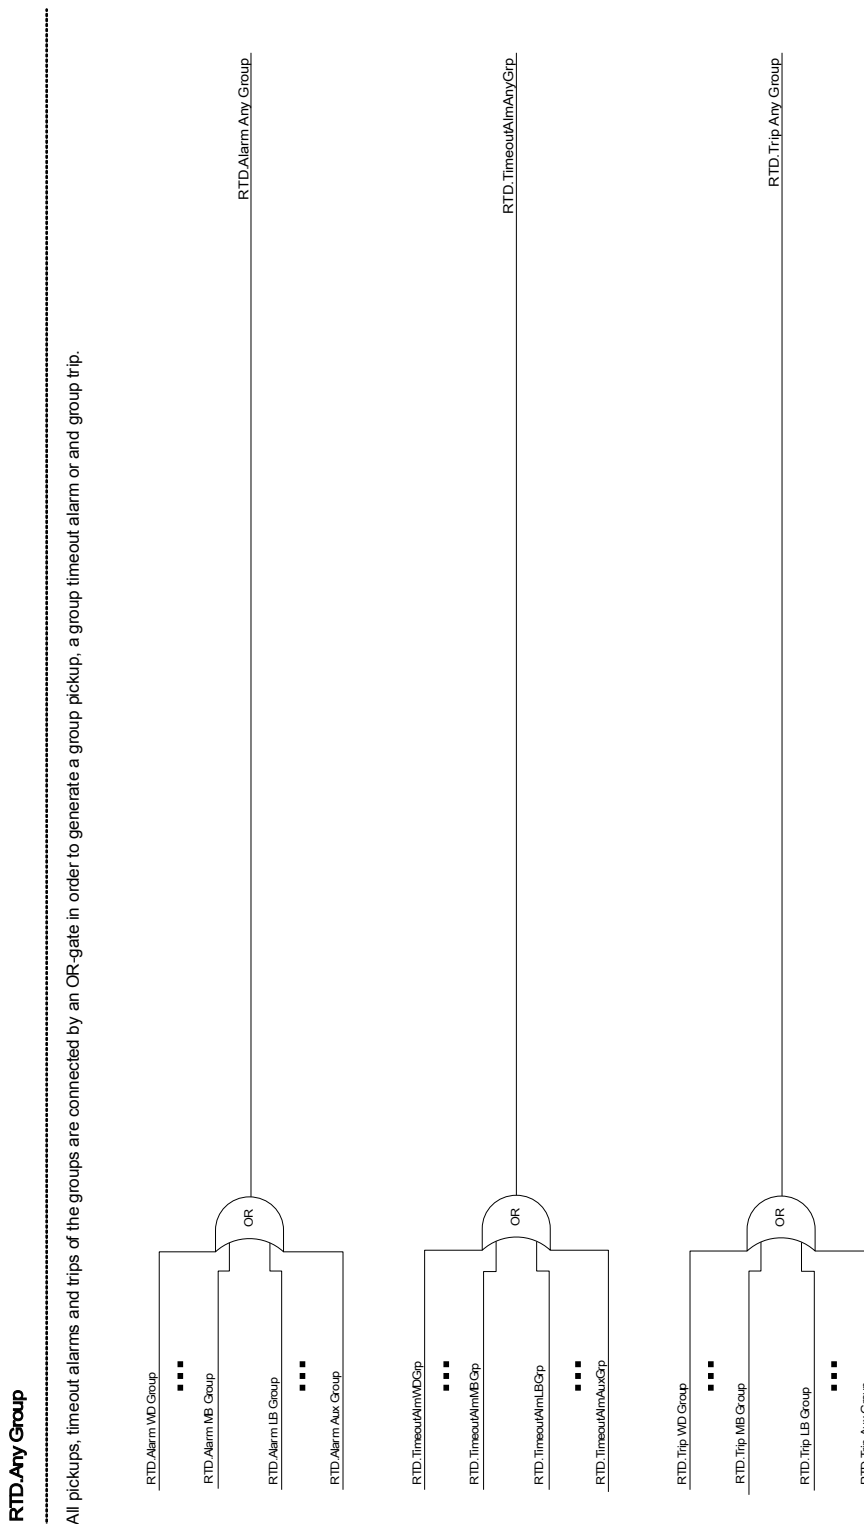 RTD.Any Group
All pickups, timeout alarms and trips of the groups are connected by an OR-gate in order to generate a group pickup, a group timeout alarm or and group trip.
RTD.Alarm WD Group
RTD.Alarm MB Group
RTD.Alarm LB Group
RTD.Alarm Aux Group
OR
RTD.Alarm Any Group
RTD.TimeoutAlmWDGrp
RTD.TimeoutAlmMBGrp
RTD.TimeoutAlmLBGrp
RTD.TimeoutAlmAuxGrp
OR
RTD.TimeoutAlmAnyGrp
RTD.Trip WD Group
RTD.Trip MB Group
RTD.Trip LB Group
RTD.Trip Aux Group
OR
RTD.Trip Any Group